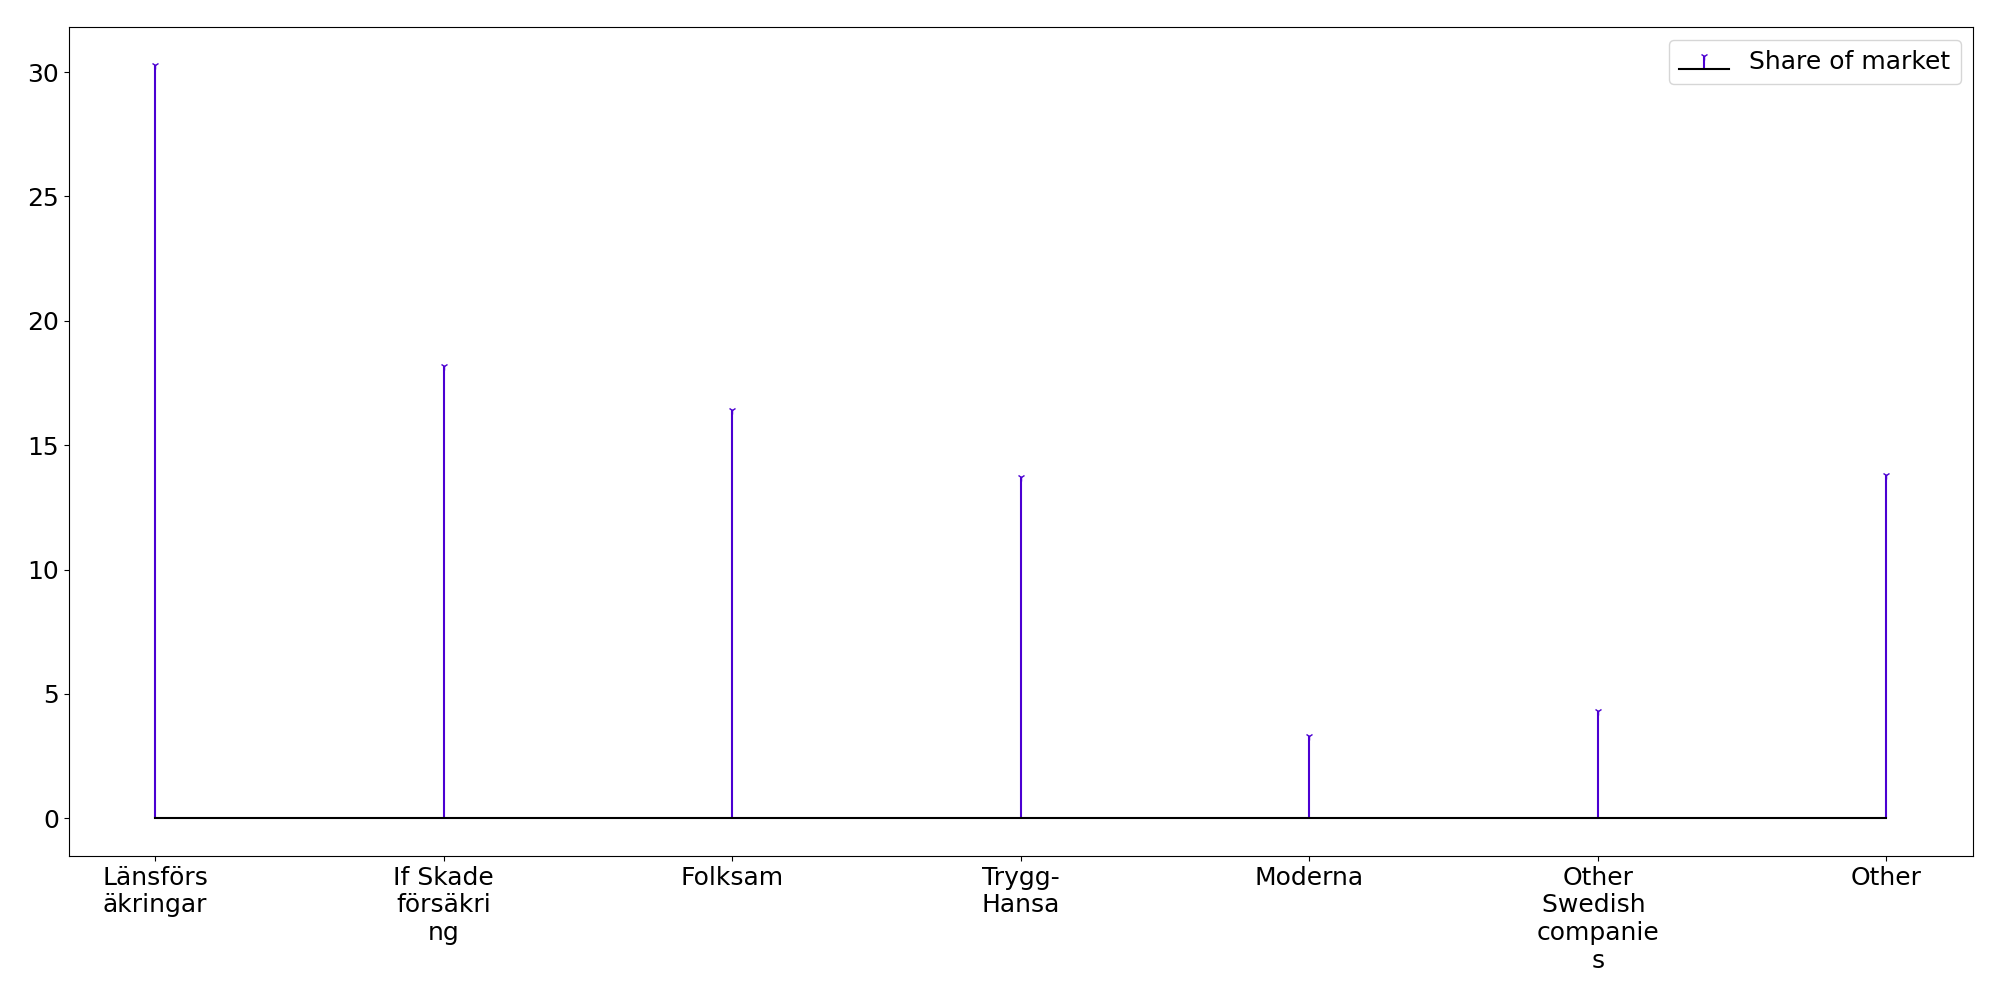 Share of market
30
25
20
15
10
5
0
Länsförs
äkringar
If Skade
försäkri
ng
Folksam
Trygg-
Hansa
Moderna
Other
Swedish
companie
s
Other